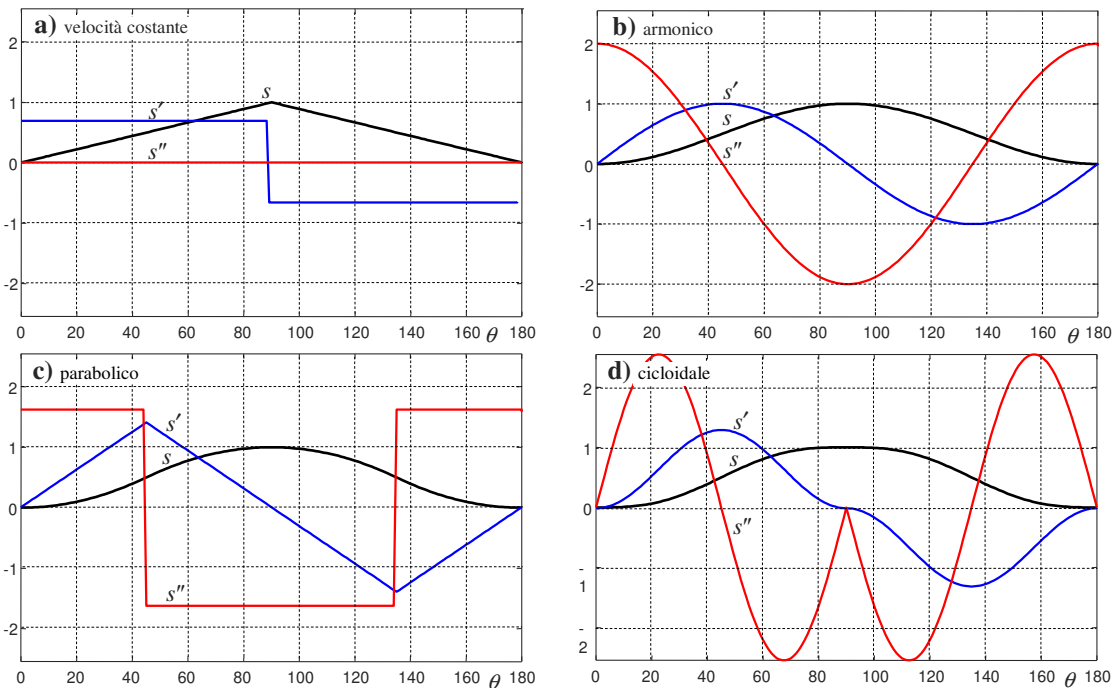 a) velocità costante
2
1
0
-1
-2
s
s′
s″
0 20 40 60 80 100 120 140 160 θ 180
b) armonico
2
1
0
-1
-2
s′
s
s″
0 20 40 60 80 100 120 140 160 θ 180
c) parabolico
2
1
0
-1
-2
s′
s
s″
0 20 40 60 80 100 120 140 160 θ 180
d) cicloidale
2
1
0
-
1
-
2
s′
s
s″
0 20 40 60 80 100 120 140 160 θ 180